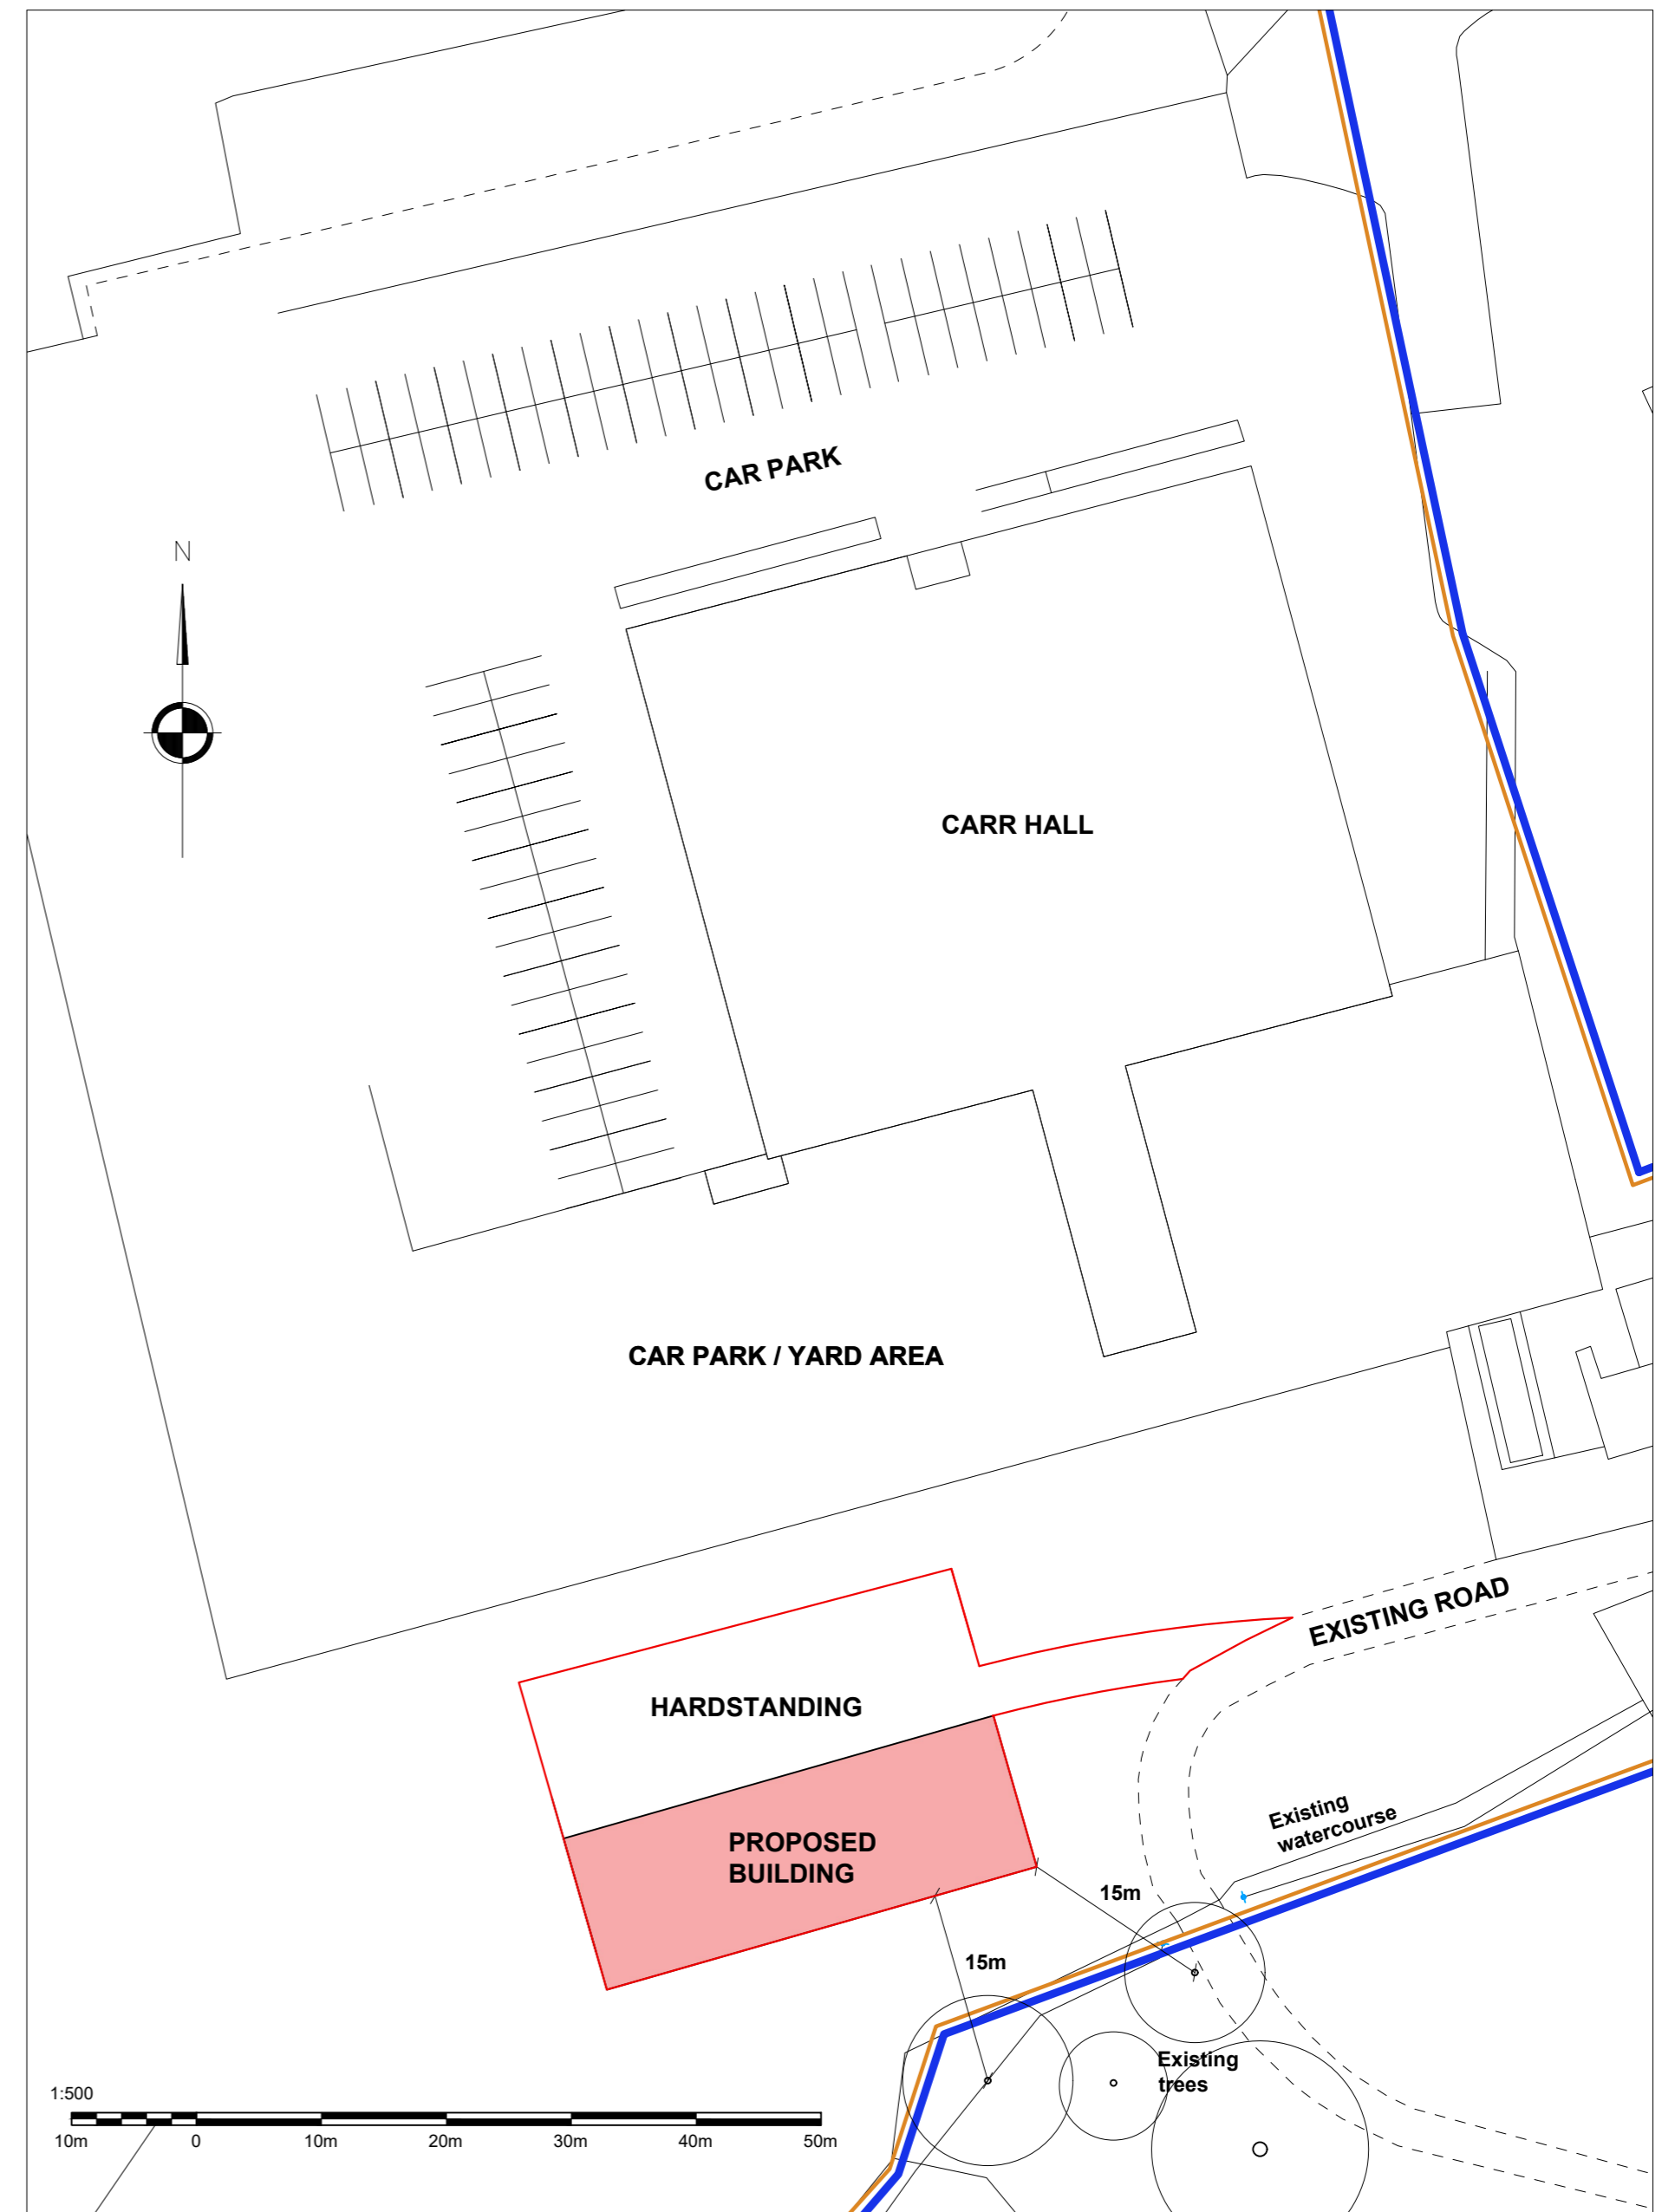 CAR PARK
N
CARR HALL
CAR PARK / YARD AREA
EXISTING ROAD
HARDSTANDING
PROPOSED
BUILDING
Existing
watercourse
15m
15m
Existing
trees
1:500
10m 0 10m 20m 30m 40m 50m